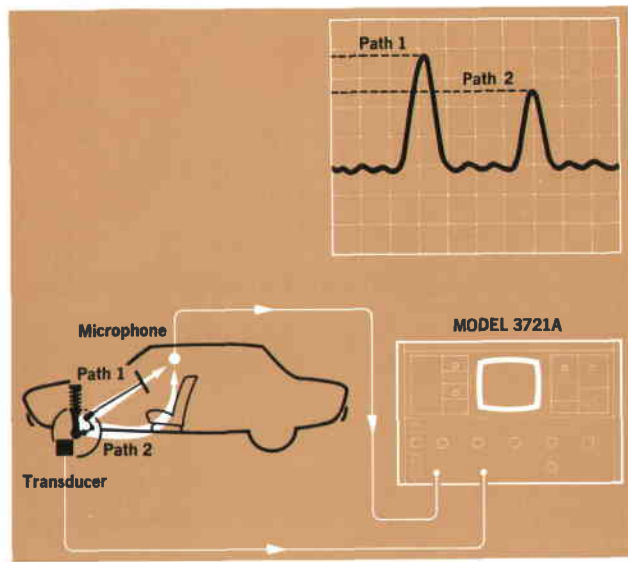 Path 1
Path 2
Microphone
MODEL 3721A
Path 1
Path 2
Transducer